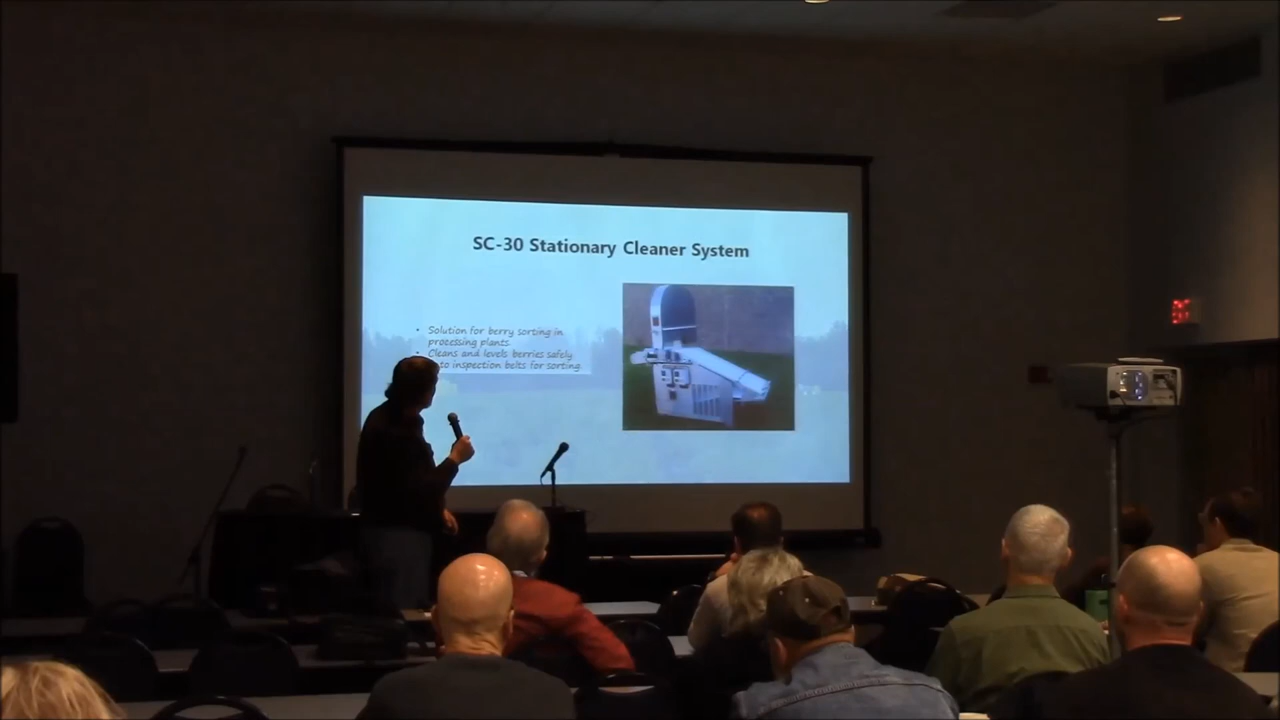 SC-30 Stationary Cleaner System
• Solution for berry sorting in
processing plants
• Cleans and levels berries safely
to inspection belts for sorting.